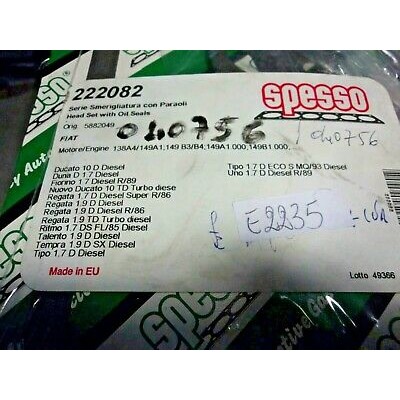 222082
Serie Smerigliatura con Paraoli
Head Set with Oil Seals
Orig. 5882049
040756
FIAT
Motore/Engine 138A4/149A1;149 B3/B4;149A1.000;149B1.000.
spesso
040756
Ducato 10 D Diesel
Duna D 1.7 Diesel
Fiorino 1.7 Diesel R/89
Nuovo Ducato 10 TD Turbo diese
Regata 1.7 D Diesel Super R/86
Regata 1.9 D Diesel
Regata 1.9 D Diesel R/86
Regata 1.9 TD Turbo Diesel
Ritmo 1.7 DS FL/85 Diesel
Talento 1.9 D Diesel
Tempra 1.9 D SX Diesel
Tipo 1.7 D Diesel
Tipo 1.7 D ECO S MQ/93 Diesel
Uno 1.7 D Diesel R/89
E2235
Made in EU
Lotto 49366
spesso